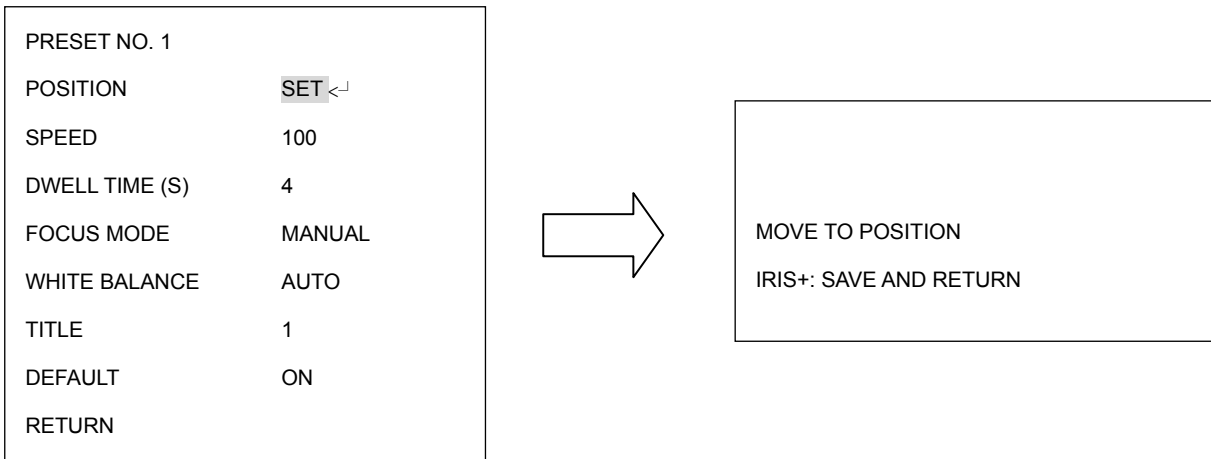 PRESET NO. 1
POSITION SET <┘
SPEED 100
DWELL TIME (S) 4
FOCUS MODE MANUAL
WHITE BALANCE AUTO
TITLE 1
DEFAULT ON
RETURN
MOVE TO POSITION
IRIS+: SAVE AND RETURN